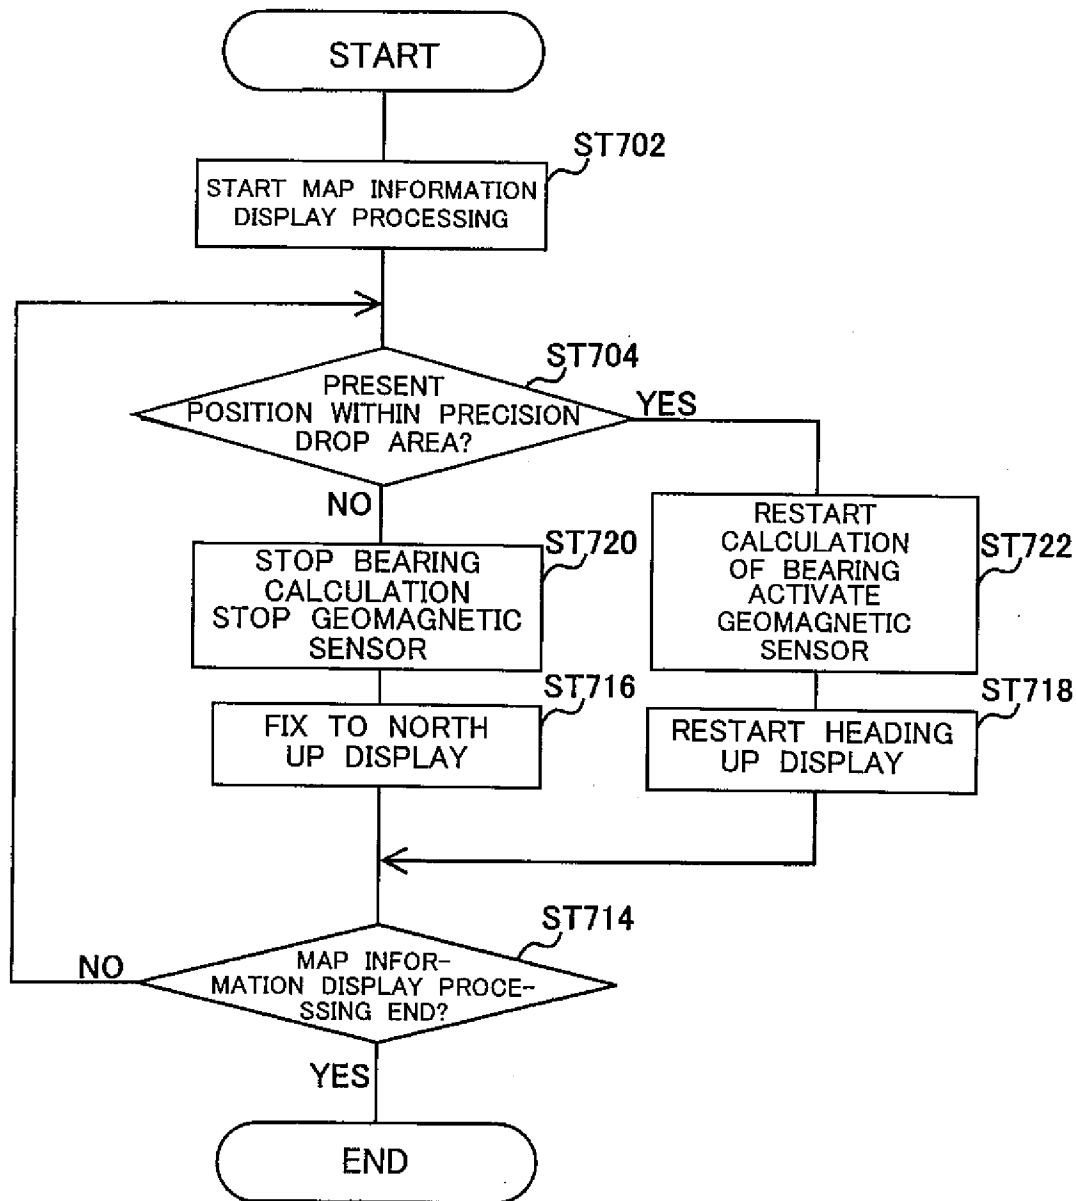 START
ST702
START MAP INFORMATION
DISPLAY PROCESSING
ST704
PRESENT
POSITION WITHIN PRECISION
DROP AREA?
YES
NO
ST720
STOP BEARING
CALCULATION
STOP GEOMAGNETIC
SENSOR
ST722
RESTART
CALCULATION
OF BEARING
ACTIVATE
GEOMAGNETIC
SENSOR
ST716
FIX TO NORTH
UP DISPLAY
ST718
RESTART HEADING
UP DISPLAY
ST714
MAP INFOR-
MATION DISPLAY PROCE-
SSING END?
NO
YES
END